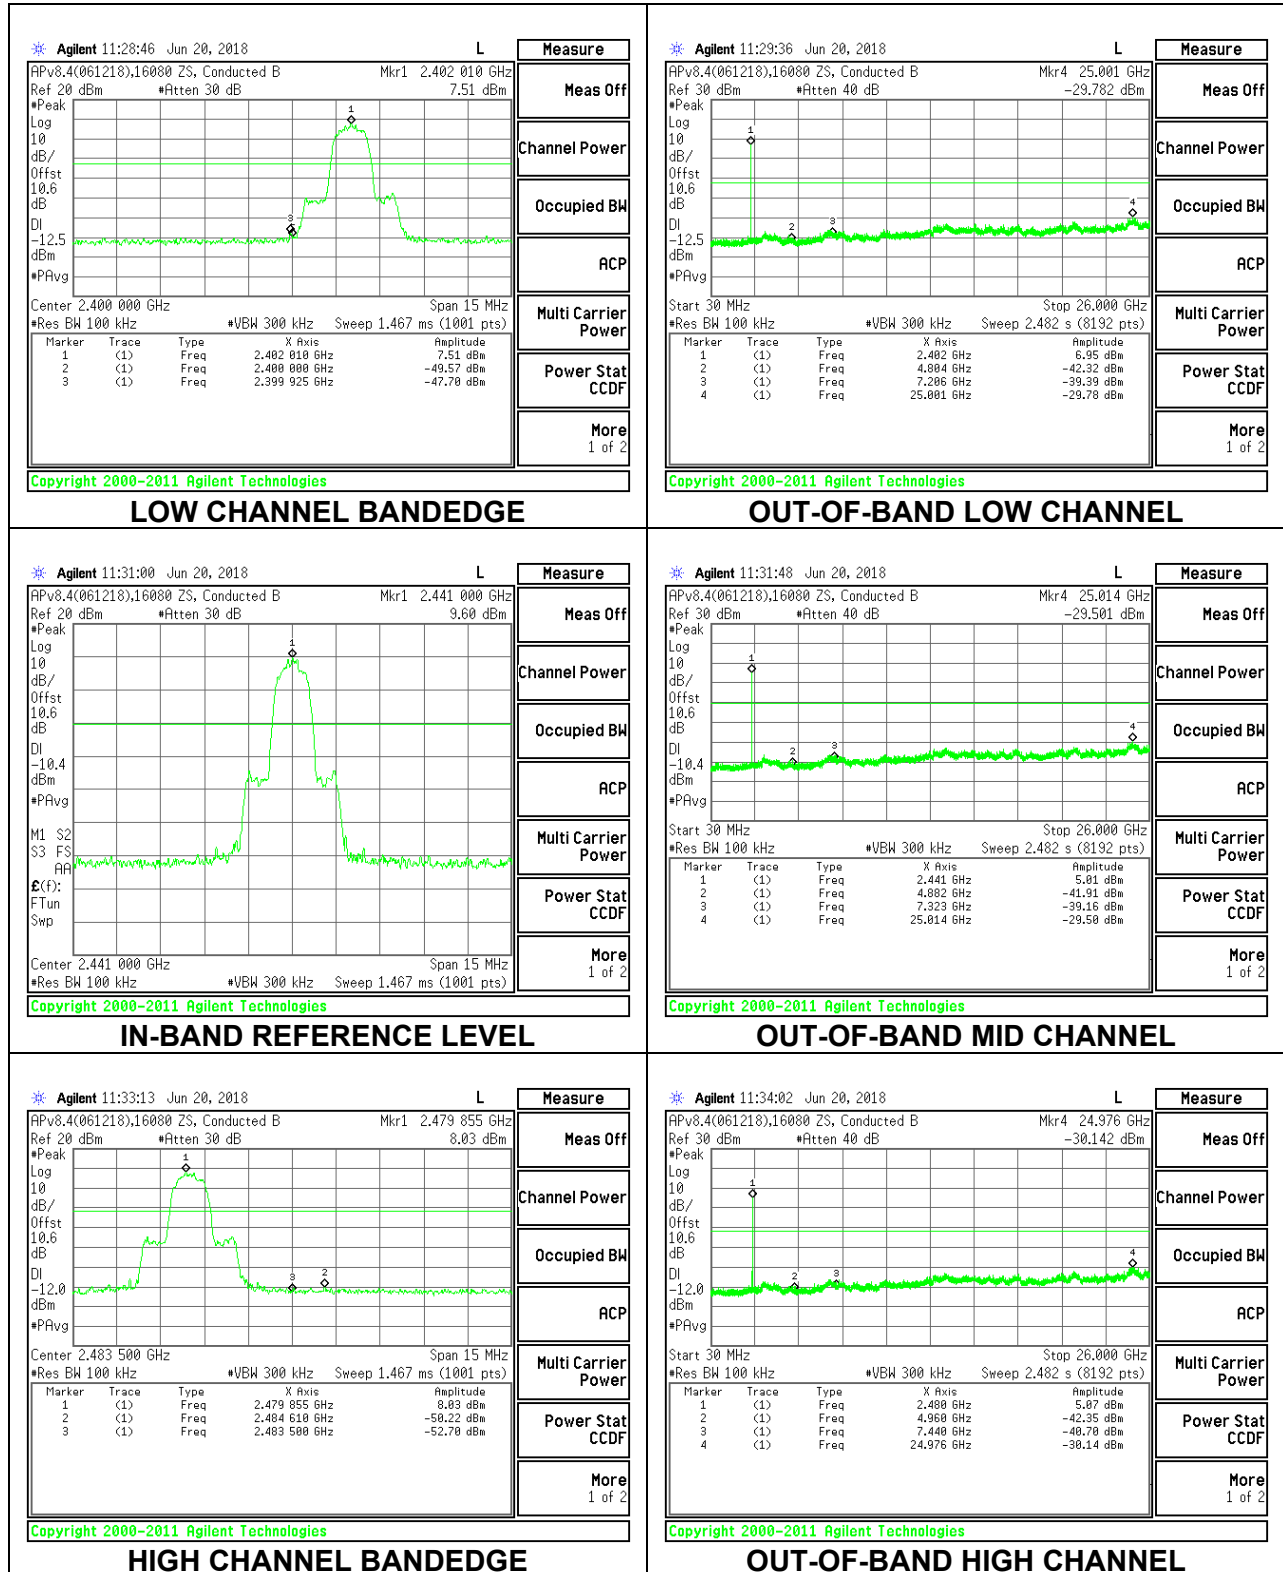 Agilent 11:28:46 Jun 20, 2018 L Measure
APv8.4(061218),16080 ZS, Conducted B Mkr1 2.402 010 GHz
Ref 20 dBm #Atten 30 dB 7.51 dBm
Meas Off
#Peak
1
Log
10
dB/
Channel Power
Offst
10.6
dB
Occupied BW
3
DI
-12.5
dBm
ACP
#PAvg
Center 2.400 000 GHz Span 15 MHz
#Res BW 100 kHz #VBW 300 kHz Sweep 1.467 ms (1001 pts)
Multi Carrier
Power
Marker Trace Type X Axis Amplitude
1 (1) Freq 2.402 010 GHz 7.51 dBm
2 (1) Freq 2.400 000 GHz -49.57 dBm
3 (1) Freq 2.399 925 GHz -47.70 dBm
Power Stat
CCDF
More
1 of 2
Copyright 2000-2011 Agilent Technologies
LOW CHANNEL BANDEDGE
Agilent 11:29:36 Jun 20, 2018 L Measure
APv8.4(061218),16080 ZS, Conducted B Mkr4 25.001 GHz
Ref 30 dBm #Atten 40 dB -29.782 dBm
Meas Off
#Peak
Log
1
10
dB/
Channel Power
Offst
10.6
dB
Occupied BW
4
DI
2 3
-12.5
dBm
ACP
#PAvg
Start 30 MHz Stop 26.000 GHz
#Res BW 100 kHz #VBW 300 kHz Sweep 2.482 s (8192 pts)
Multi Carrier
Power
Marker Trace Type X Axis Amplitude
1 (1) Freq 2.402 GHz 6.95 dBm
2 (1) Freq 4.804 GHz -42.32 dBm
3 (1) Freq 7.206 GHz -39.39 dBm
4 (1) Freq 25.001 GHz -29.78 dBm
Power Stat
CCDF
More
1 of 2
Copyright 2000-2011 Agilent Technologies
OUT-OF-BAND LOW CHANNEL
Agilent 11:31:00 Jun 20, 2018 L Measure
APv8.4(061218),16080 ZS, Conducted B Mkr1 2.441 000 GHz
Ref 20 dBm #Atten 30 dB 9.60 dBm
Meas Off
#Peak
1
Log
10
dB/
Channel Power
Offst
10.6
dB
Occupied BW
DI
-10.4
dBm
ACP
#PAvg
M1 S2
S3 FS
AA
Multi Carrier
Power
£(f):
FTun
Swp
Power Stat
CCDF
Center 2.441 000 GHz Span 15 MHz
#Res BW 100 kHz #VBW 300 kHz Sweep 1.467 ms (1001 pts)
More
1 of 2
Copyright 2000-2011 Agilent Technologies
IN-BAND REFERENCE LEVEL
Agilent 11:31:48 Jun 20, 2018 L Measure
APv8.4(061218),16080 ZS, Conducted B Mkr4 25.014 GHz
Ref 30 dBm #Atten 40 dB -29.501 dBm
Meas Off
#Peak
Log
1
10
dB/
Channel Power
Offst
10.6
dB
Occupied BW
4
DI
2 3
-10.4
dBm
ACP
#PAvg
Start 30 MHz Stop 26.000 GHz
#Res BW 100 kHz #VBW 300 kHz Sweep 2.482 s (8192 pts)
Multi Carrier
Power
Marker Trace Type X Axis Amplitude
1 (1) Freq 2.441 GHz 5.01 dBm
2 (1) Freq 4.882 GHz -41.91 dBm
3 (1) Freq 7.323 GHz -39.16 dBm
4 (1) Freq 25.014 GHz -29.50 dBm
Power Stat
CCDF
More
1 of 2
Copyright 2000-2011 Agilent Technologies
OUT-OF-BAND MID CHANNEL
Agilent 11:33:13 Jun 20, 2018 L Measure
APv8.4(061218),16080 ZS, Conducted B Mkr1 2.479 855 GHz
Ref 20 dBm #Atten 30 dB 8.03 dBm
Meas Off
#Peak
1
Log
10
dB/
Channel Power
Offst
10.6
dB
Occupied BW
DI
3 2
-12.0
dBm
ACP
#PAvg
Center 2.483 500 GHz Span 15 MHz
#Res BW 100 kHz #VBW 300 kHz Sweep 1.467 ms (1001 pts)
Multi Carrier
Power
Marker Trace Type X Axis Amplitude
1 (1) Freq 2.479 855 GHz 8.03 dBm
2 (1) Freq 2.484 610 GHz -50.22 dBm
3 (1) Freq 2.483 500 GHz -52.70 dBm
Power Stat
CCDF
More
1 of 2
Copyright 2000-2011 Agilent Technologies
HIGH CHANNEL BANDEDGE
Agilent 11:34:02 Jun 20, 2018 L Measure
APv8.4(061218),16080 ZS, Conducted B Mkr4 24.976 GHz
Ref 30 dBm #Atten 40 dB -30.142 dBm
Meas Off
#Peak
Log
1
10
dB/
Channel Power
Offst
10.6
dB
Occupied BW
4
DI
2 3
-12.0
dBm
ACP
#PAvg
Start 30 MHz Stop 26.000 GHz
#Res BW 100 kHz #VBW 300 kHz Sweep 2.482 s (8192 pts)
Multi Carrier
Power
Marker Trace Type X Axis Amplitude
1 (1) Freq 2.480 GHz 5.07 dBm
2 (1) Freq 4.960 GHz -42.35 dBm
3 (1) Freq 7.440 GHz -40.70 dBm
4 (1) Freq 24.976 GHz -30.14 dBm
Power Stat
CCDF
More
1 of 2
Copyright 2000-2011 Agilent Technologies
OUT-OF-BAND HIGH CHANNEL